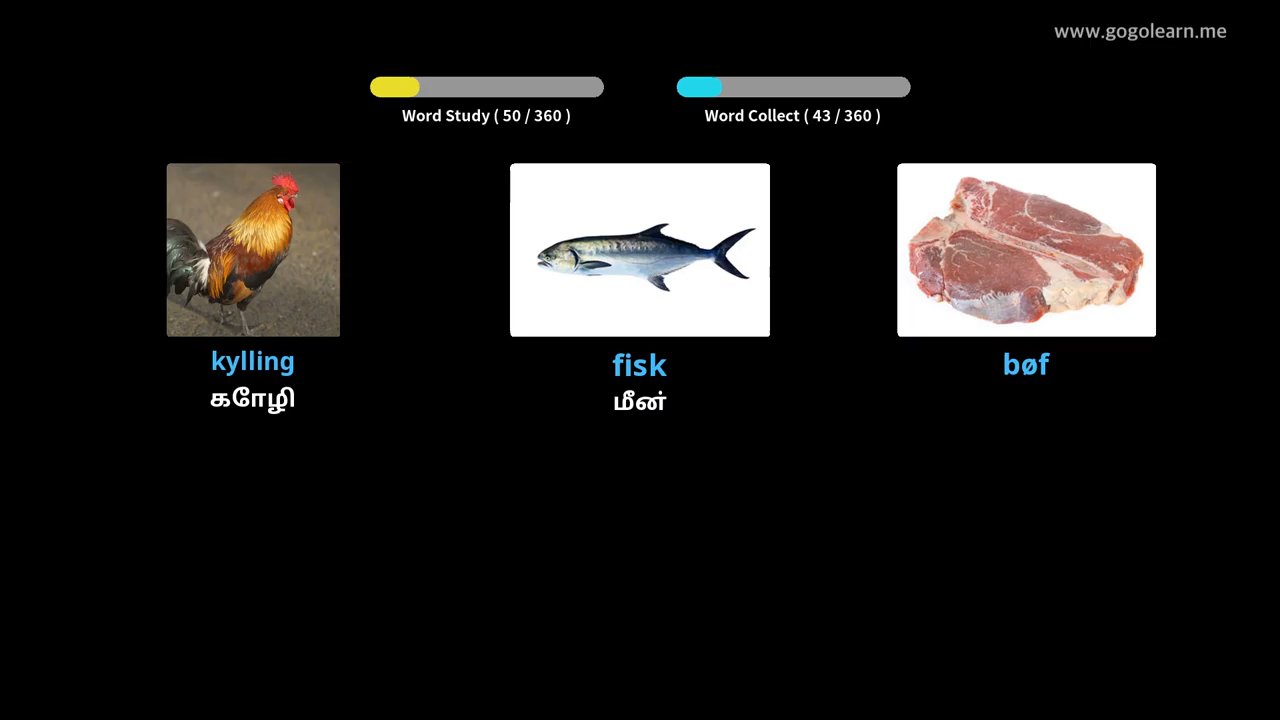 www.gogolearn.me
Word Study ( 50 / 360 )
Word Collect ( 43 / 360 )
kylling
கோழி
fisk
மீன்
bøf